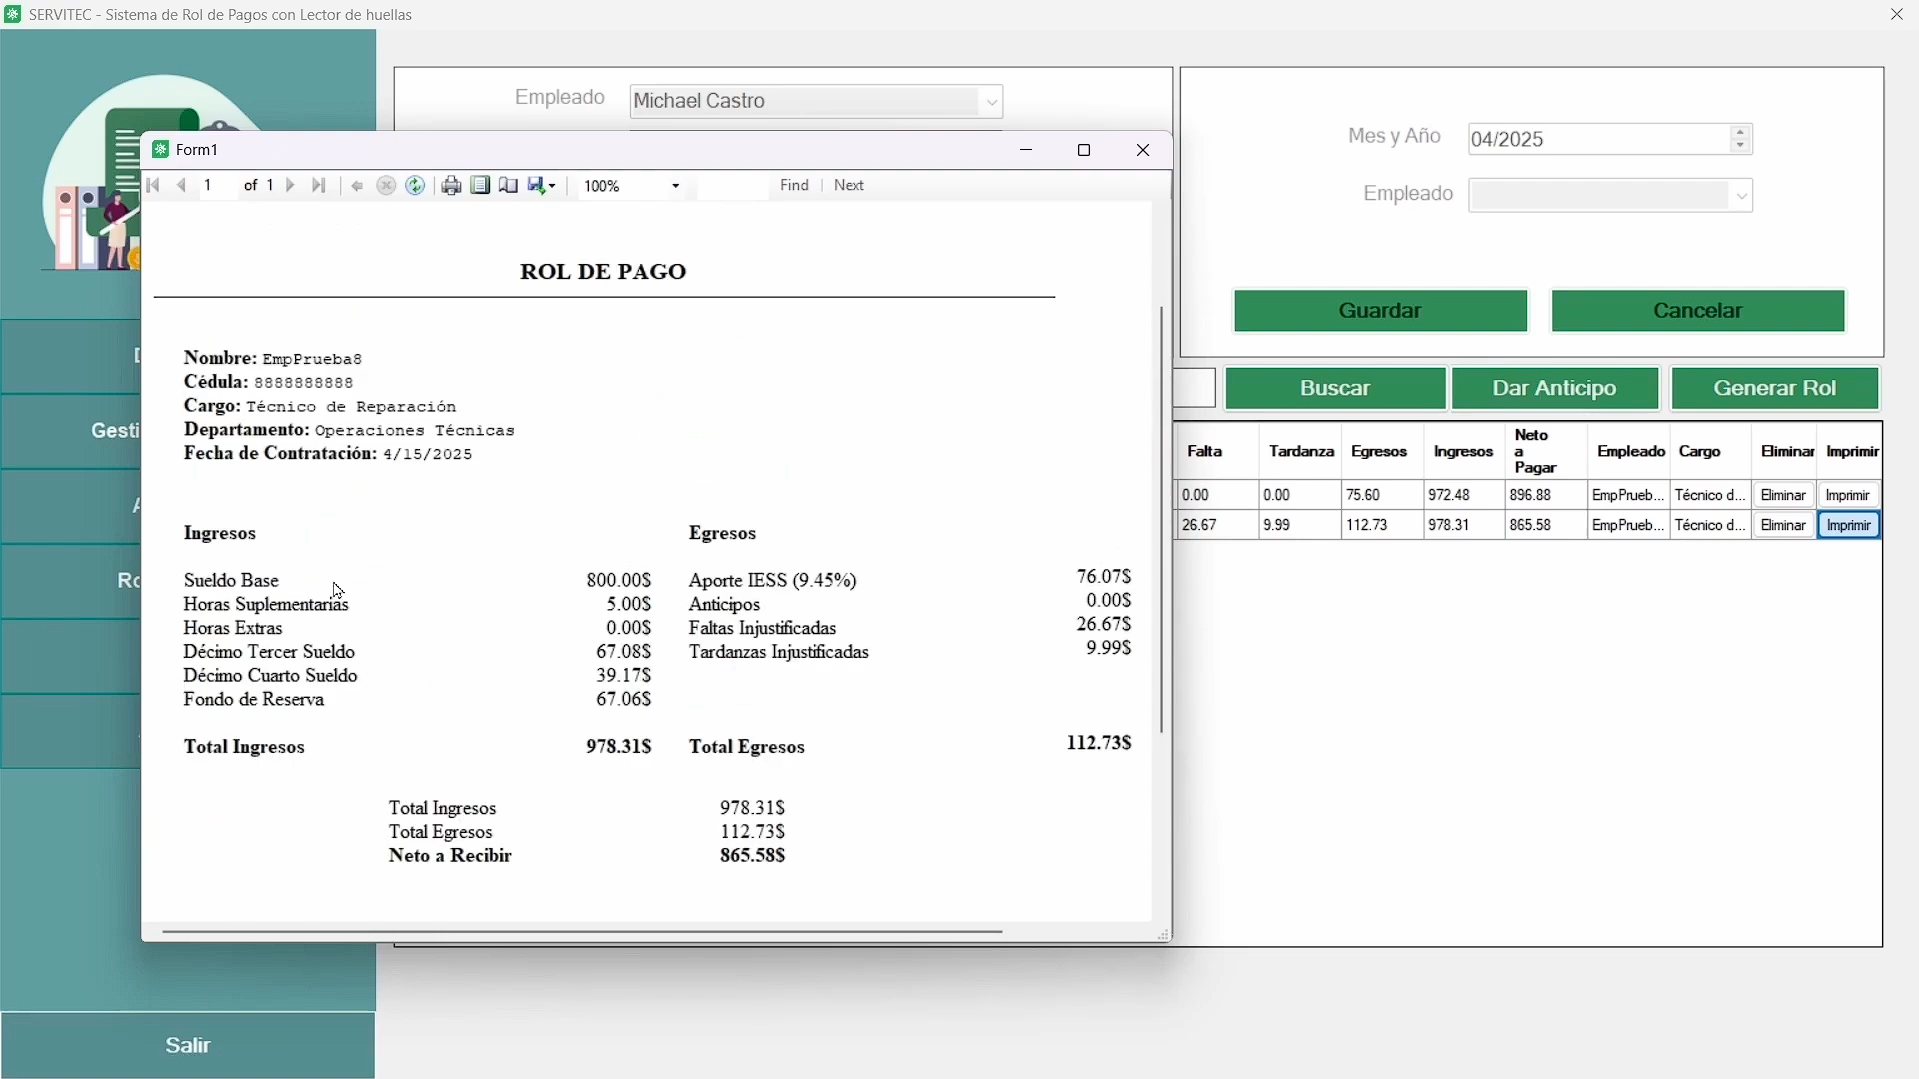 SERVITEC - Sistema de Rol de Pagos con Lector de huellas
Empleado Michael Castro
Mes y Año 04/2025
Empleado
Guardar Cancelar
Buscar Dar Anticipo Generar Rol
Falta Tardanza Egresos Ingresos Neto a Pagar Empleado Cargo Eliminar Imprimir
0.00 0.00 75.60 972.48 896.88 EmpPrueb... Técnico d... Eliminar Imprimir
26.67 9.99 112.73 978.31 865.58 EmpPrueb... Técnico d... Eliminar Imprimir
Gesti
Salir
Form1
1 of 1 100% Find Next
ROL DE PAGO
Nombre: EmpPrueba8
Cédula: 8888888888
Cargo: Técnico de Reparación
Departamento: Operaciones Técnicas
Fecha de Contratación: 4/15/2025
Ingresos Egresos
Sueldo Base 800.00$ Aporte IESS (9.45%) 76.07$
Horas Suplementarias 5.00$ Anticipos 0.00$
Horas Extras 0.00$ Faltas Injustificadas 26.67$
Décimo Tercer Sueldo 67.08$ Tardanzas Injustificadas 9.99$
Décimo Cuarto Sueldo 39.17$
Fondo de Reserva 67.06$
Total Ingresos 978.31$ Total Egresos 112.73$
Total Ingresos 978.31$
Total Egresos 112.73$
Neto a Recibir 865.58$